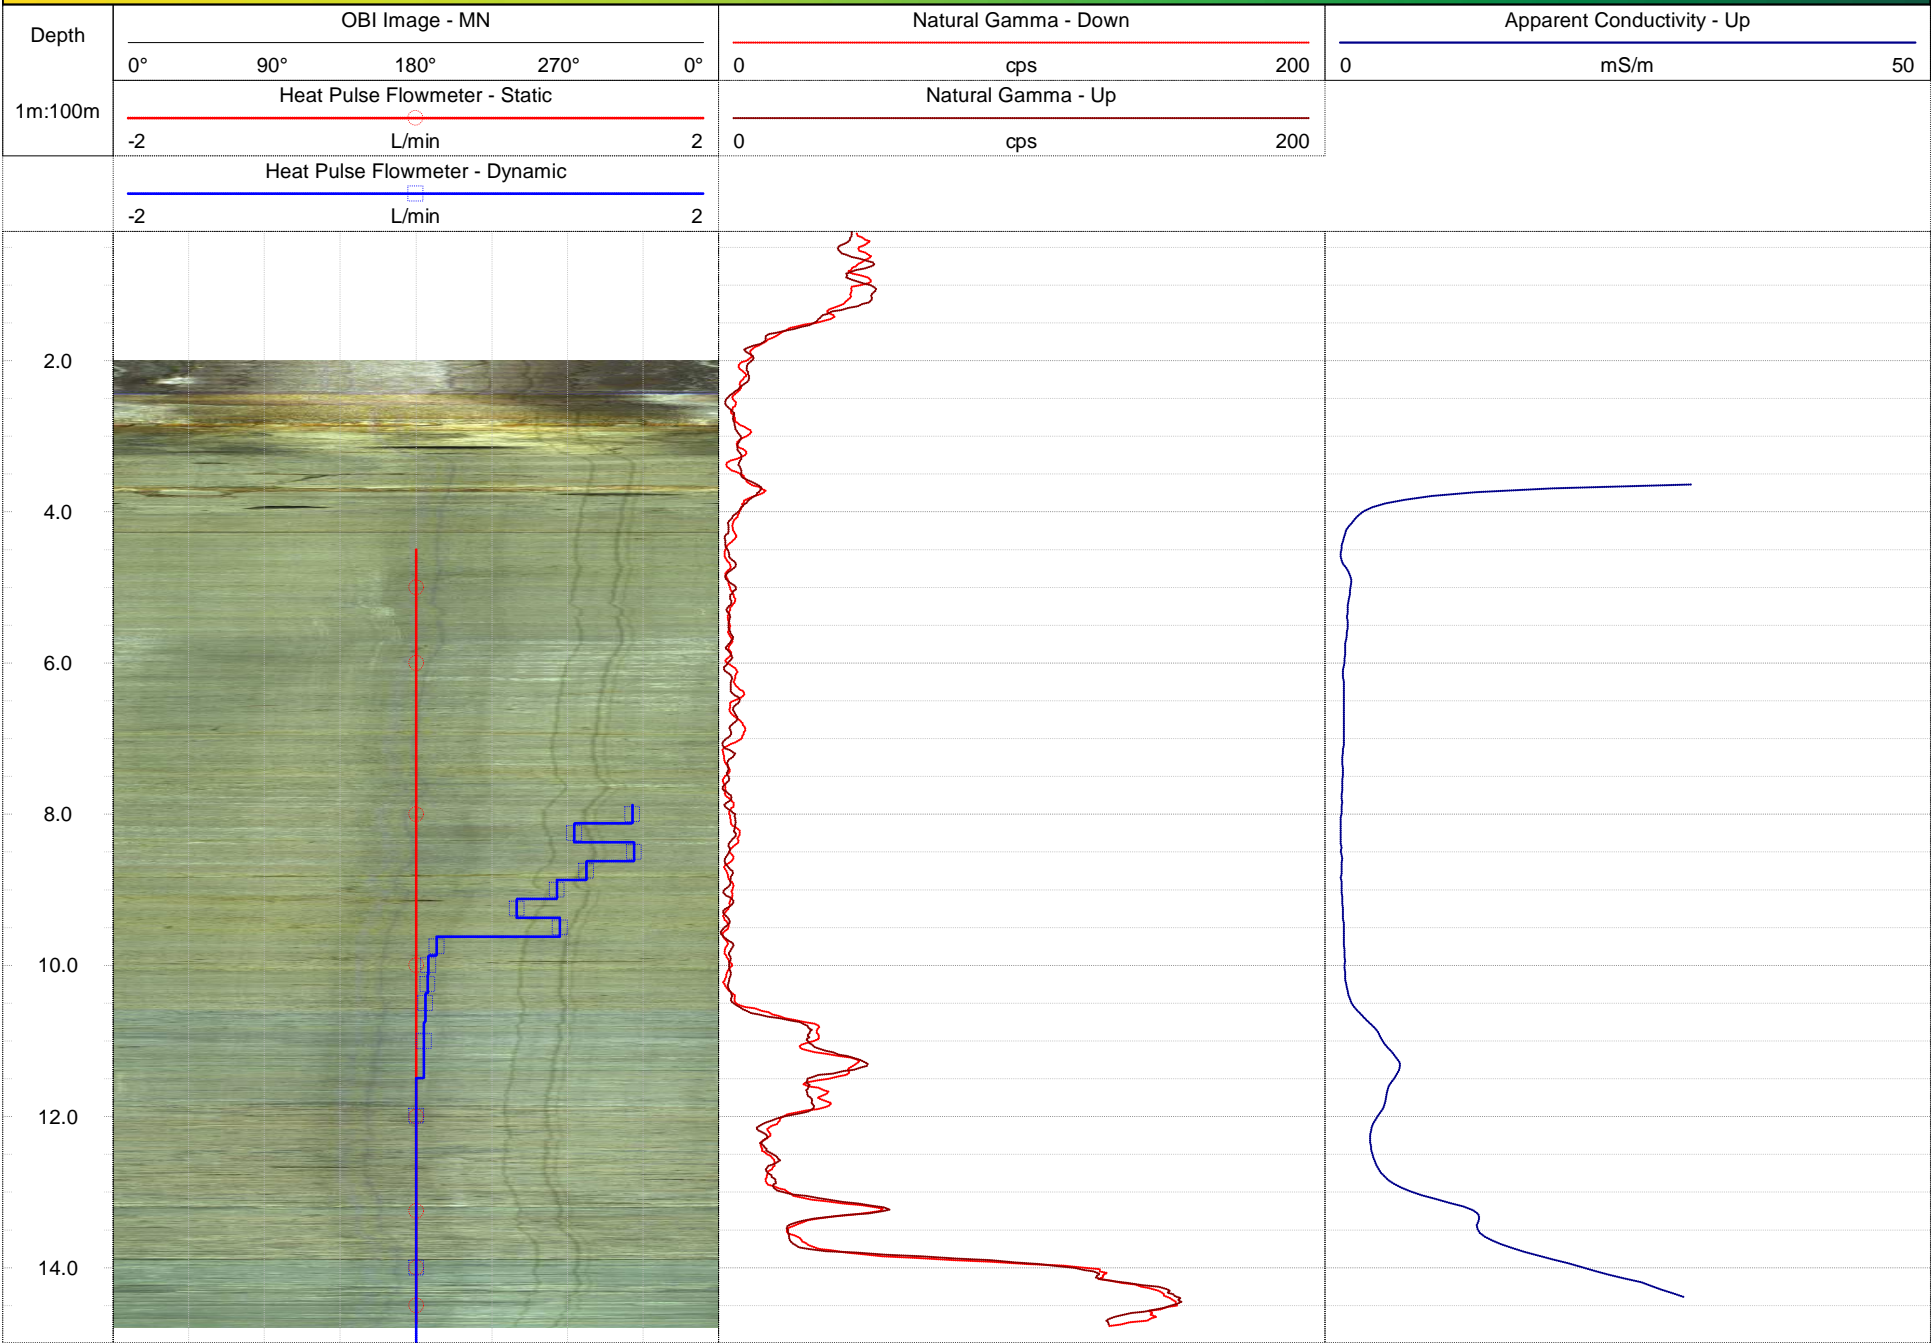 Depth
1m:100m
OBI Image - MN
0° 90° 180° 270° 0°
Heat Pulse Flowmeter - Static
-2 L/min 2
Heat Pulse Flowmeter - Dynamic
-2 L/min 2
Natural Gamma - Down
0 cps 200
Natural Gamma - Up
0 cps 200
Apparent Conductivity - Up
0 mS/m 50
2.0
4.0
6.0
8.0
10.0
12.0
14.0